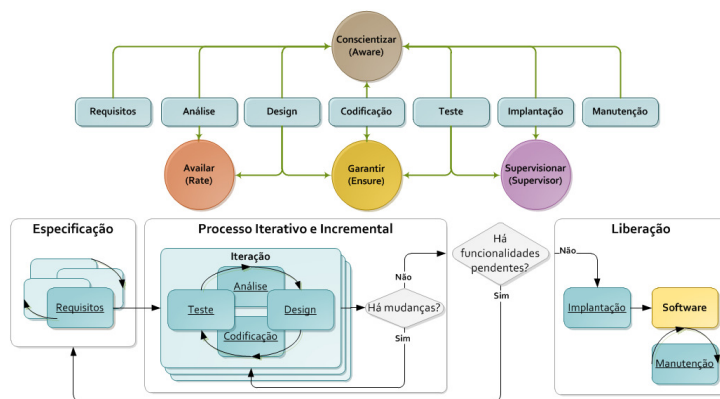 Conscientizar
(Aware)
Requisitos
Análise
Design
Codificação
Teste
Implantação
Manutenção
Availar
(Rate)
Garantir
(Ensure)
Supervisionar
(Supervisor)
Especificação
Requisitos
Processo Iterativo e Incremental
Iteração
Análise
Teste
Design
Codificação
Há mudanças?
Não
Sim
Há
funcionalidades
pendentes?
Não
Sim
Liberação
Implantação
Software
Manutenção